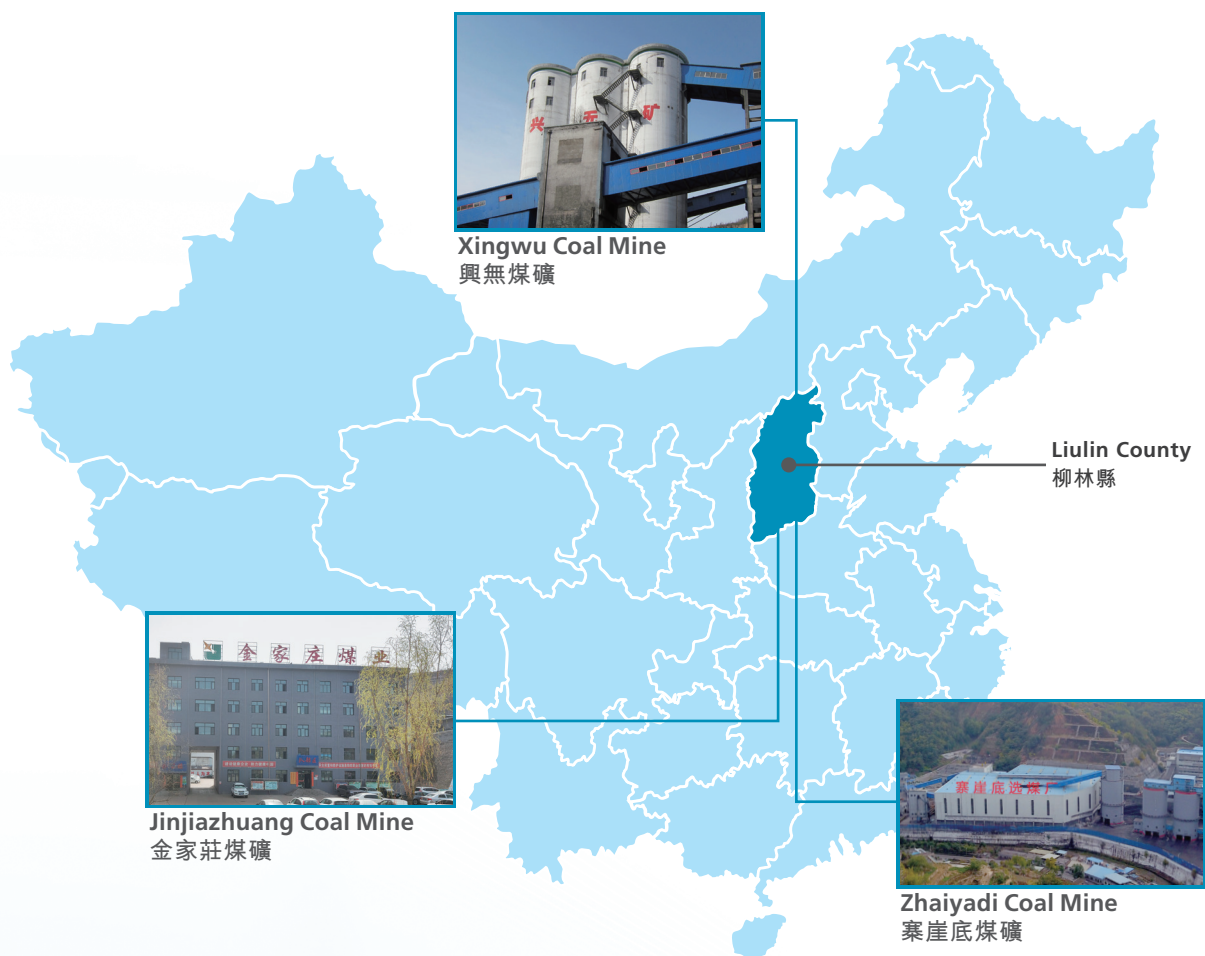 兴无矿
Xingwu Coal Mine
興無煤礦
Liulin County
柳林縣
金家庄煤业
Jinjiazhuang Coal Mine
金家莊煤礦
寨崖底选煤厂
Zhaiyadi Coal Mine
寨崖底煤礦